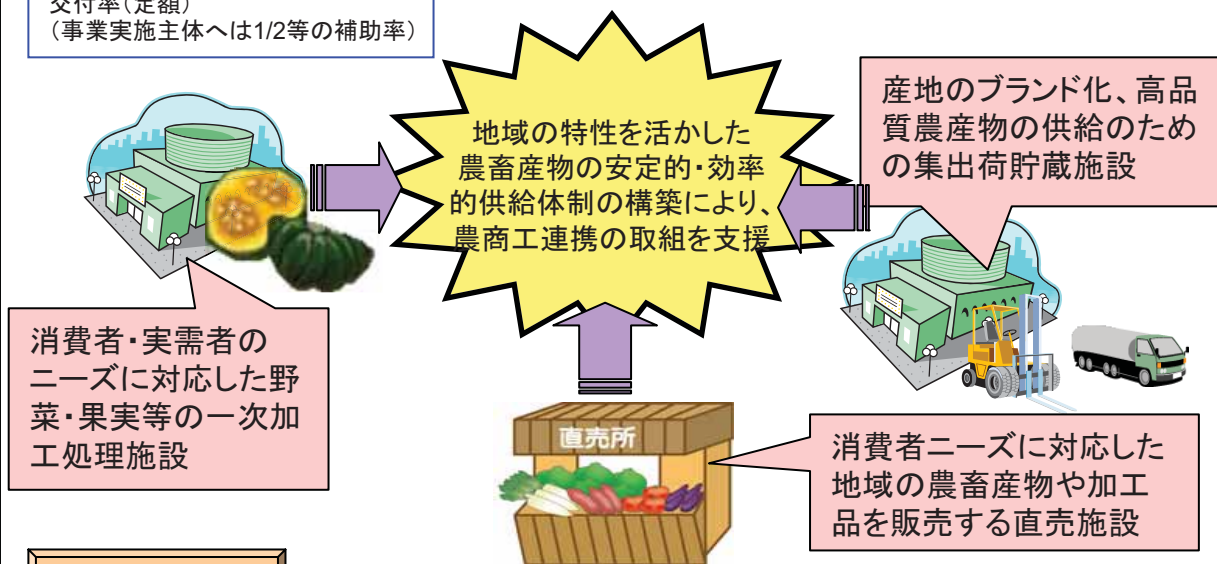 交付率（定額）
（事業実施主体へは1/2等の補助率）
地域の特性を活かした
農畜産物の安定的・効率
的供給体制の構築により、
農商工連携の取組を支援
産地のブランド化、高品
質農産物の供給のため
の集出荷貯蔵施設
消費者・実需者の
ニーズに対応した野
菜・果実等の一次加
工処理施設
直売所
消費者ニーズに対応した
地域の農畜産物や加工
品を販売する直売施設